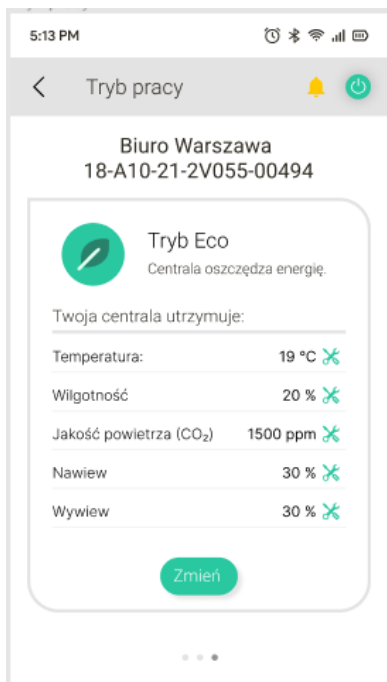 5:13 PM
Tryb pracy
Biuro Warszawa
18-A10-21-2V055-00494
Tryb Eco
Centrala oszczędza energię.
Twoja centrala utrzymuje:
Temperatura: 19 °C
Wilgotność 20 %
Jakość powietrza (CO₂) 1500 ppm
Nawiew 30 %
Wywiew 30 %
Zmień